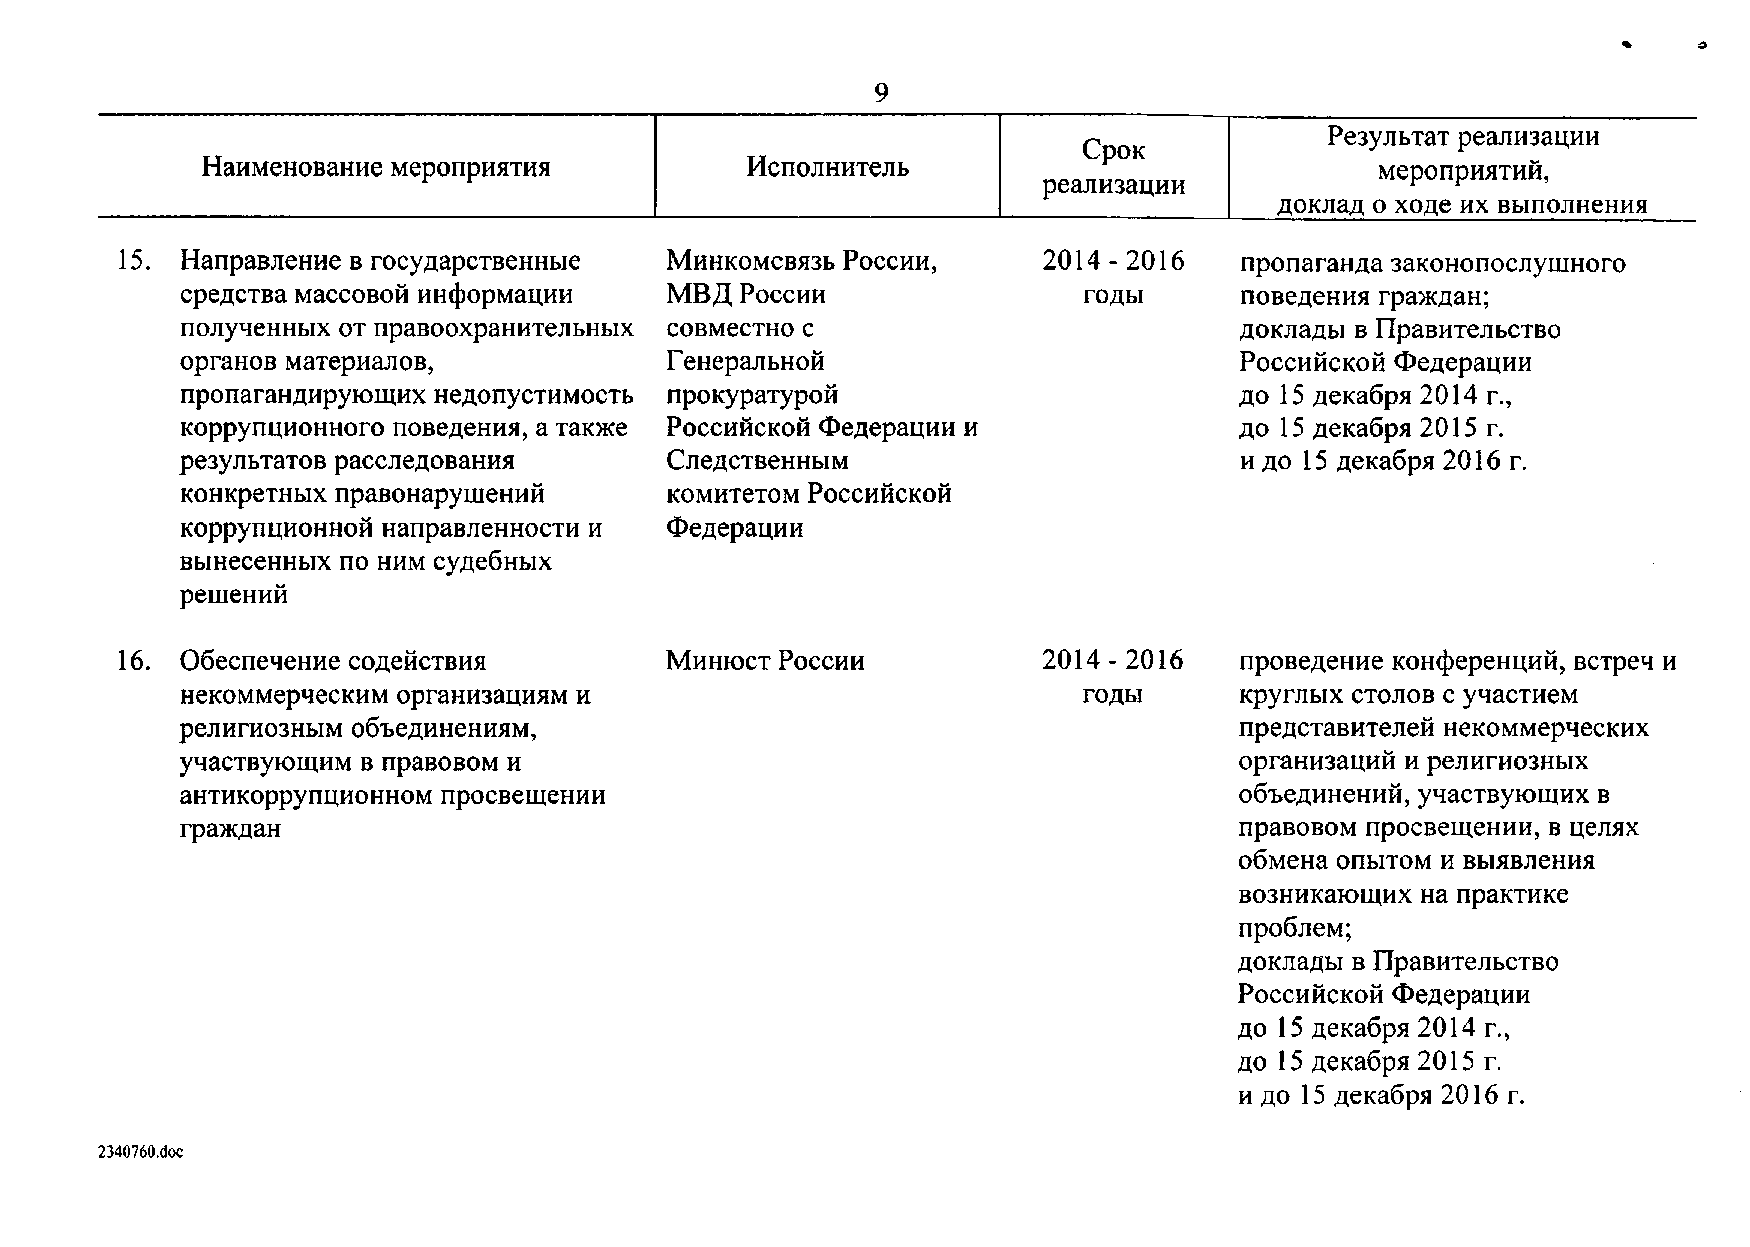 9
Наименование мероприятия
Исполнитель
Срок
реализации
Результат реализации
мероприятий,
доклад о ходе их выполнения
15. Направление в государственные
средства массовой информации
полученных от правоохранительных
органов материалов,
пропагандирующих недопустимость
коррупционного поведения, а также
результатов расследования
конкретных правонарушений
коррупционной направленности и
вынесенных по ним судебных
решений
Минкомсвязь России,
МВД России
совместно с
Генеральной
прокуратурой
Российской Федерации и
Следственным
комитетом Российской
Федерации
2014 - 2016
годы
пропаганда законопослушного
поведения граждан;
доклады в Правительство
Российской Федерации
до 15 декабря 2014 г.,
до 15 декабря 2015 г.
и до 15 декабря 2016 г.
16. Обеспечение содействия
некоммерческим организациям и
религиозным объединениям,
участвующим в правовом и
антикоррупционном просвещении
граждан
Минюст России
2014 - 2016
годы
проведение конференций, встреч и
круглых столов с участием
представителей некоммерческих
организаций и религиозных
объединений, участвующих в
правовом просвещении, в целях
обмена опытом и выявления
возникающих на практике
проблем;
доклады в Правительство
Российской Федерации
до 15 декабря 2014 г.,
до 15 декабря 2015 г.
и до 15 декабря 2016 г.
2340760.doc